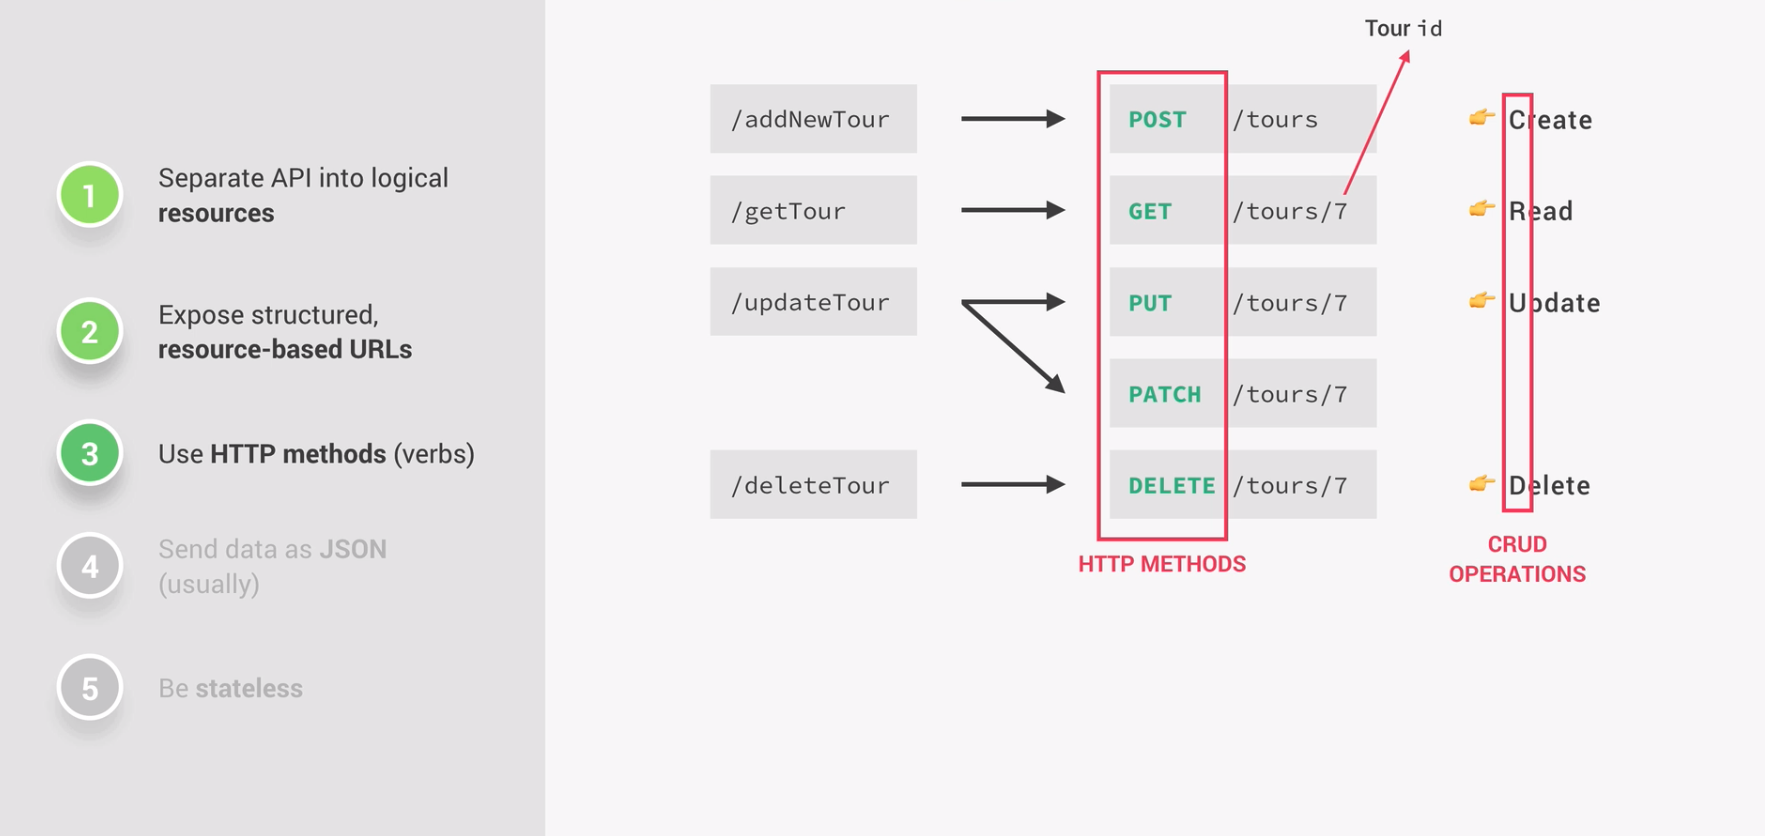 1
Separate API into logical
resources
2
Expose structured,
resource-based URLs
3
Use HTTP methods (verbs)
4
Send data as JSON
(usually)
5
Be stateless
Tour id
/addNewTour POST /tours Create
/getTour GET /tours/7 Read
/updateTour PUT /tours/7 Update
PATCH /tours/7
/deleteTour DELETE /tours/7 Delete
HTTP METHODS
CRUD
OPERATIONS